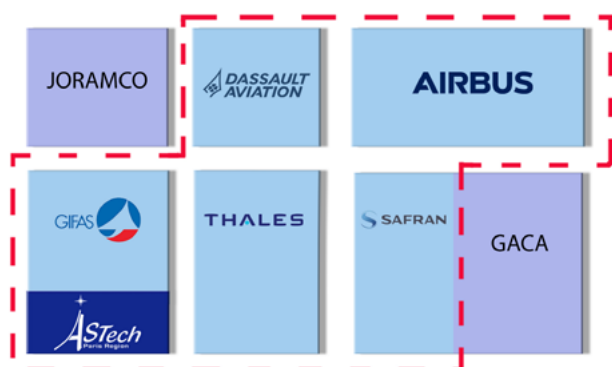 JORAMCO
DASSAULT
AVIATION
AIRBUS
GIFAS
THALES
SAFRAN
GACA
ASTech
Paris Region